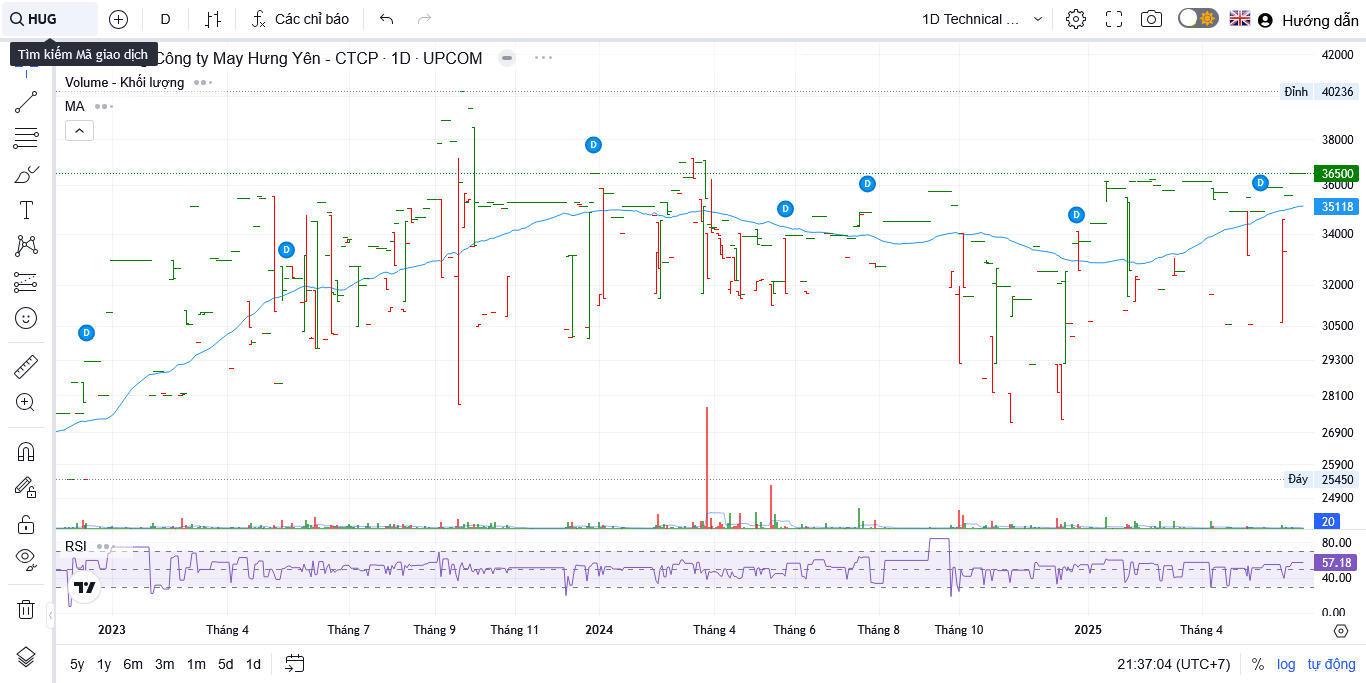 HUG
D
Các chỉ báo
1D Technical ...
Hướng dẫn
Tìm kiếm Mã giao dịch
Công ty May Hưng Yên - CTCP · 1D · UPCOM
Volume - Khối lượng
MA
D
D
D
D
D
D
D
42000
Đỉnh 40236
38000
36500
36000
35118
34000
32000
30500
29300
28100
26900
25900
Đáy 25450
24900
20
RSI
80.00
57.18
40.00
0.00
2023
Tháng 4
Tháng 7
Tháng 9
Tháng 11
2024
Tháng 4
Tháng 6
Tháng 8
Tháng 10
2025
Tháng 4
5y 1y 6m 3m 1m 5d 1d
21:37:04 (UTC+7)
%
log
tự động